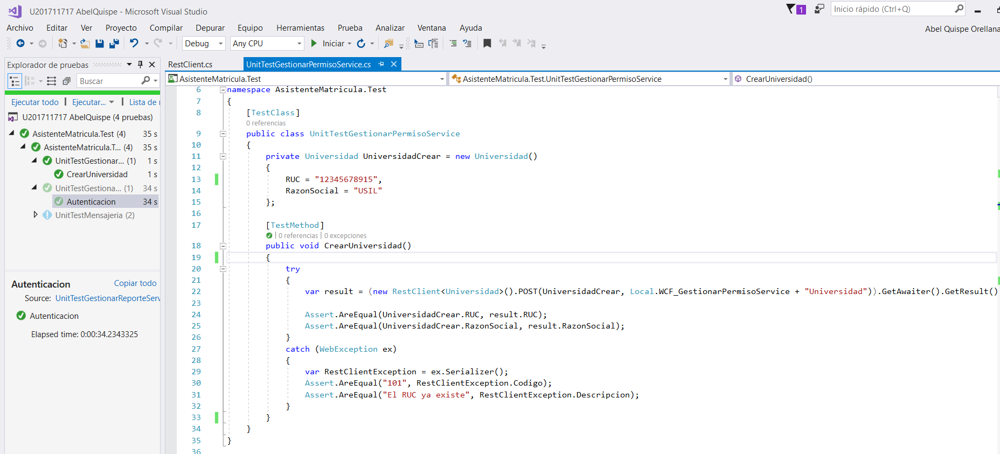 U201711717 AbelQuispe - Microsoft Visual Studio
1
Inicio rápido (Ctrl+Q)
Archivo Editar Ver Proyecto Compilar Depurar Equipo Herramientas Prueba Analizar Ventana Ayuda
Abel Quispe Orellana
Debug Any CPU Iniciar
Explorador de pruebas
Buscar
Ejecutar todo | Ejecutar... | Lista de
U201711717 AbelQuispe (4 pruebas)
AsistenteMatricula.Test (4) 35 s
AsistenteMatricula.T... (4) 35 s
UnitTestGestionar... (1) 1 s
CrearUniversidad 1 s
UnitTestGestiona... (1) 34 s
Autenticacion 34 s
UnitTestMensajeria (2)
Autenticacion Copiar todo
Source: UnitTestGestionarReporteServ
Autenticacion
Elapsed time: 0:00:34.2343325
RestClient.cs UnitTestGestionarPermisoService.cs
AsistenteMatricula.Test AsistenteMatricula.Test.UnitTestGestionarPermisoService CrearUniversidad()
6 namespace AsistenteMatricula.Test
7 {
8 [TestClass]
0 referencias
9 public class UnitTestGestionarPermisoService
10 {
11 private Universidad UniversidadCrear = new Universidad()
12 {
13 RUC = "12345678915",
14 RazonSocial = "USIL"
15 };
16
17 [TestMethod]
| 0 referencias | 0 excepciones
18 public void CrearUniversidad()
19 {
20 try
21 {
22 var result = (new RestClient<Universidad>().POST(UniversidadCrear, Local.WCF_GestionarPermisoService + "Universidad")).GetAwaiter().GetResult()
23
24 Assert.AreEqual(UniversidadCrear.RUC, result.RUC);
25 Assert.AreEqual(UniversidadCrear.RazonSocial, result.RazonSocial);
26 }
27 catch (WebException ex)
28 {
29 var RestClientException = ex.Serializer();
30 Assert.AreEqual("101", RestClientException.Codigo);
31 Assert.AreEqual("El RUC ya existe", RestClientException.Descripcion);
32 }
33 }
34 }
35 }
36